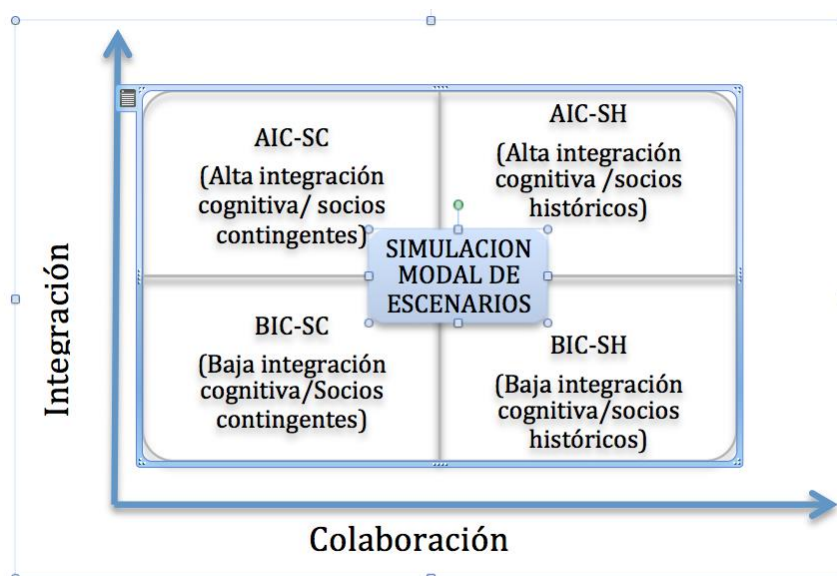 AIC-SC
(Alta integración
cognitiva/ socios
contingentes)
AIC-SH
(Alta integración
cognitiva /socios
históricos)
SIMULACION
MODAL DE
ESCENARIOS
BIC-SC
(Baja integración
cognitiva/Socios
contingentes)
BIC-SH
(Baja integración
cognitiva/socios
históricos)
Integración
Colaboración